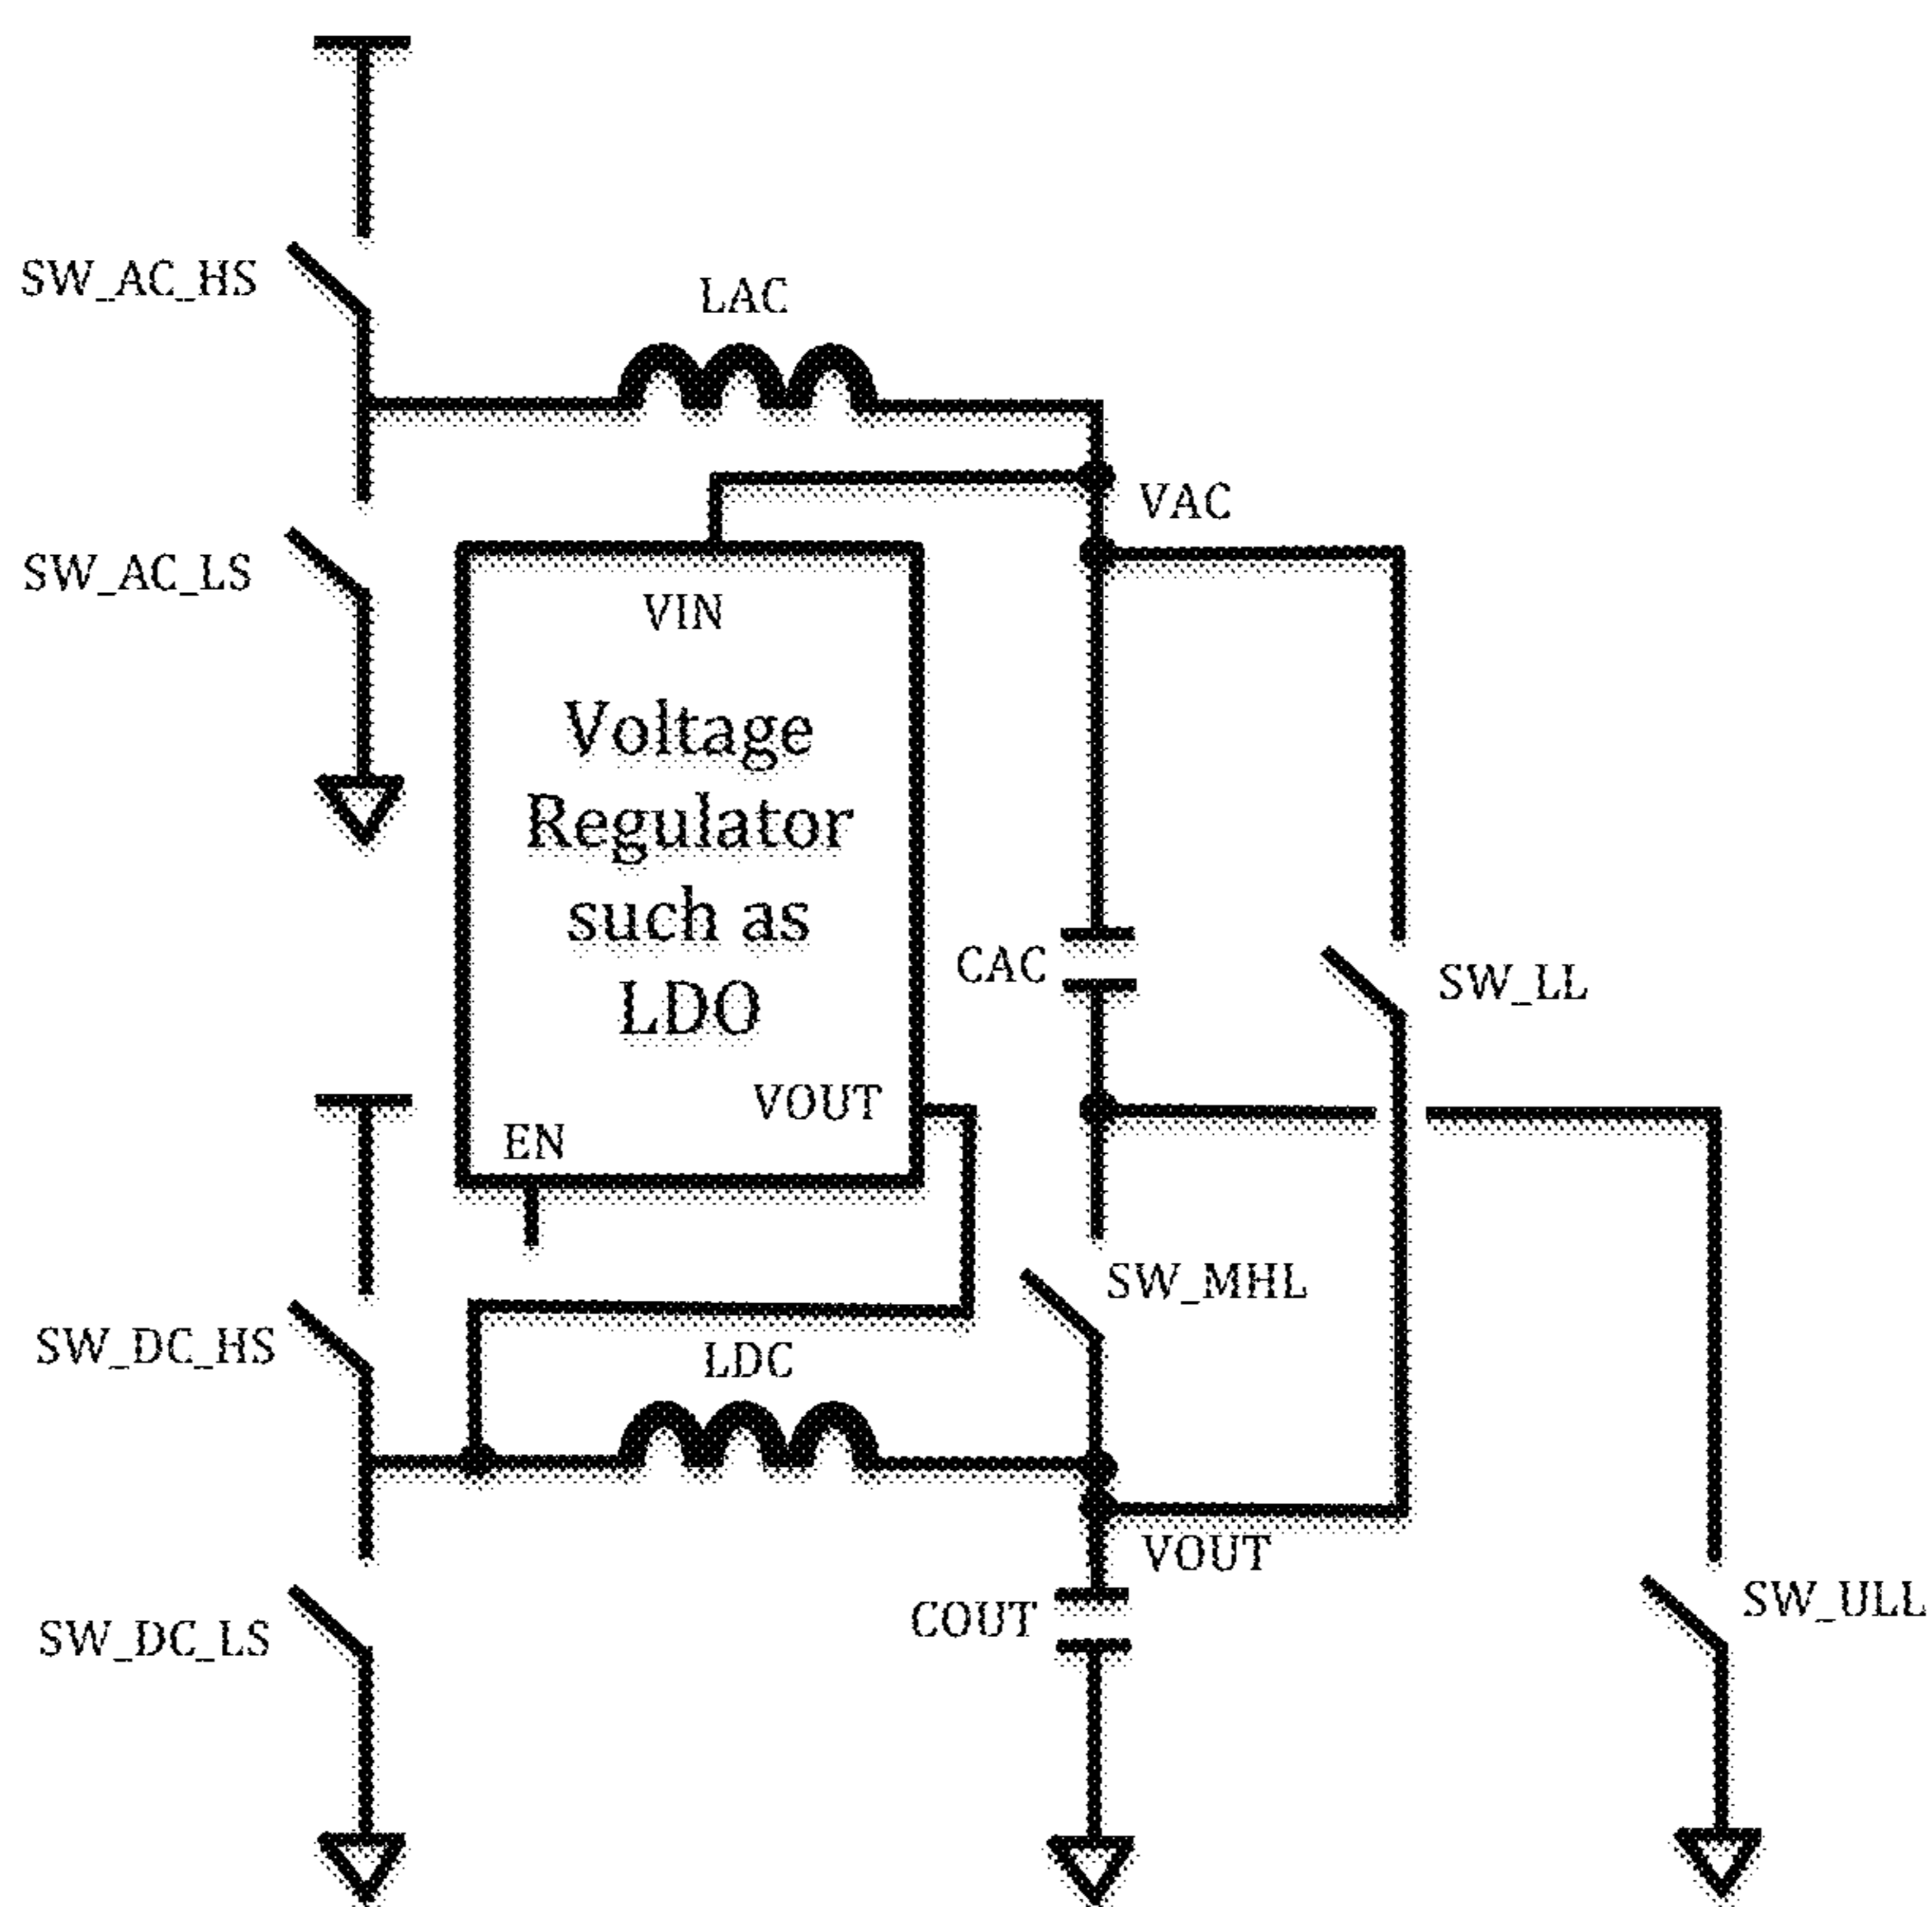 SW_AC_HS
LAC
VAC
SW_AC_LS
VIN
Voltage
Regulator
such as
LDO
CAC
SW_LL
VOUT
EN
SW_MHL
SW_DC_HS
LDC
VOUT
SW_ULL
COUT
SW_DC_LS